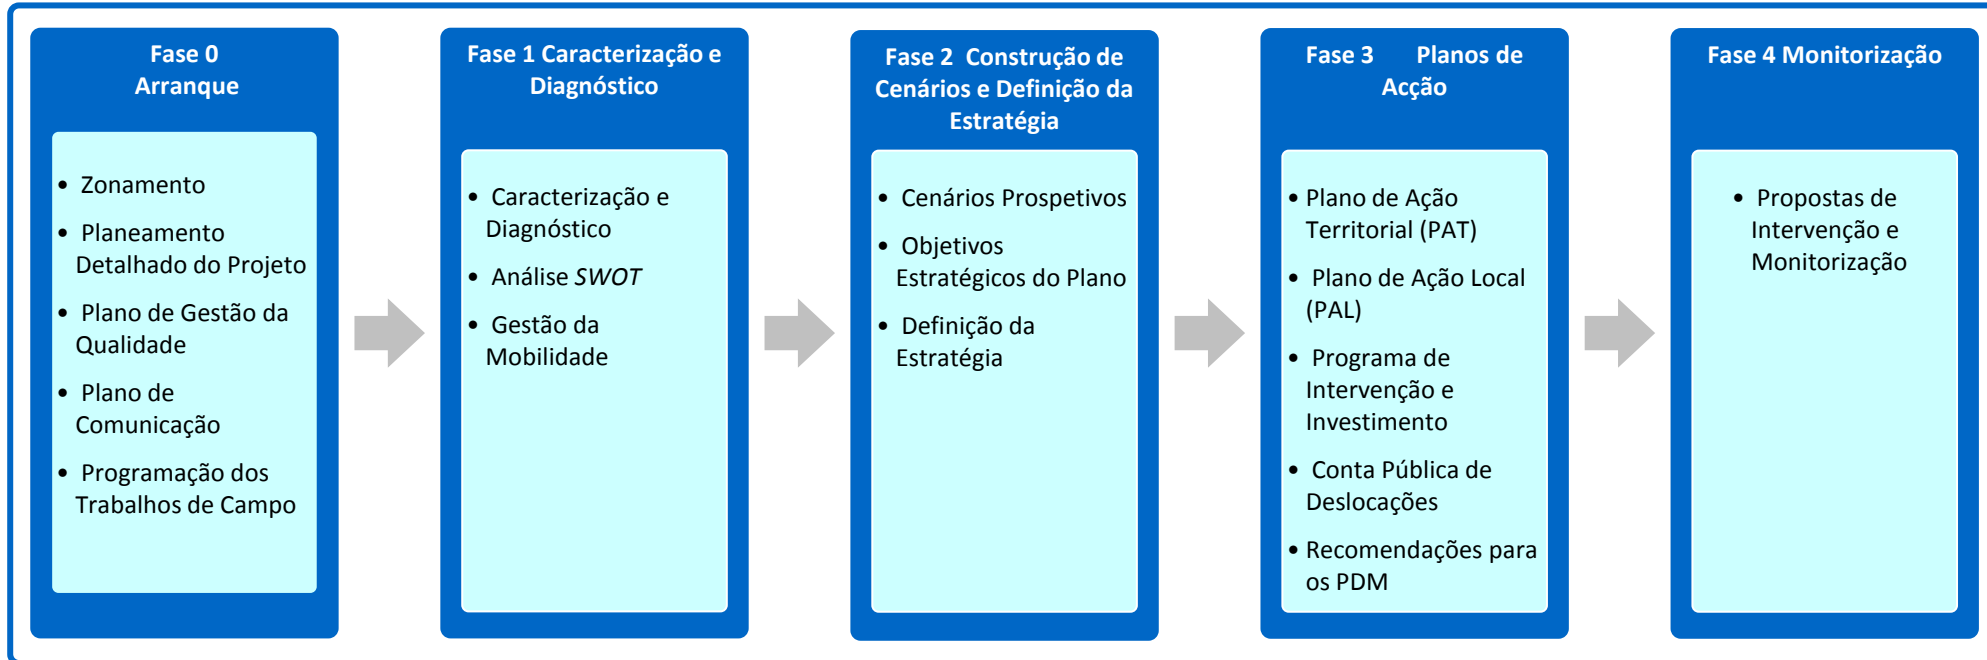 Fase 0
Arranque
• Zonamento
• Planeamento
Detalhado do Projeto
• Plano de Gestão da
Qualidade
• Plano de
Comunicação
• Programação dos
Trabalhos de Campo
Fase 1 Caracterização e
Diagnóstico
• Caracterização e
Diagnóstico
• Análise SWOT
• Gestão da
Mobilidade
Fase 2 Construção de
Cenários e Definição da
Estratégia
• Cenários Prospetivos
• Objetivos
Estratégicos do Plano
• Definição da
Estratégia
Fase 3 Planos de
Acção
• Plano de Ação
Territorial (PAT)
• Plano de Ação Local
(PAL)
• Programa de
Intervenção e
Investimento
• Conta Pública de
Deslocações
• Recomendações para
os PDM
Fase 4 Monitorização
• Propostas de
Intervenção e
Monitorização